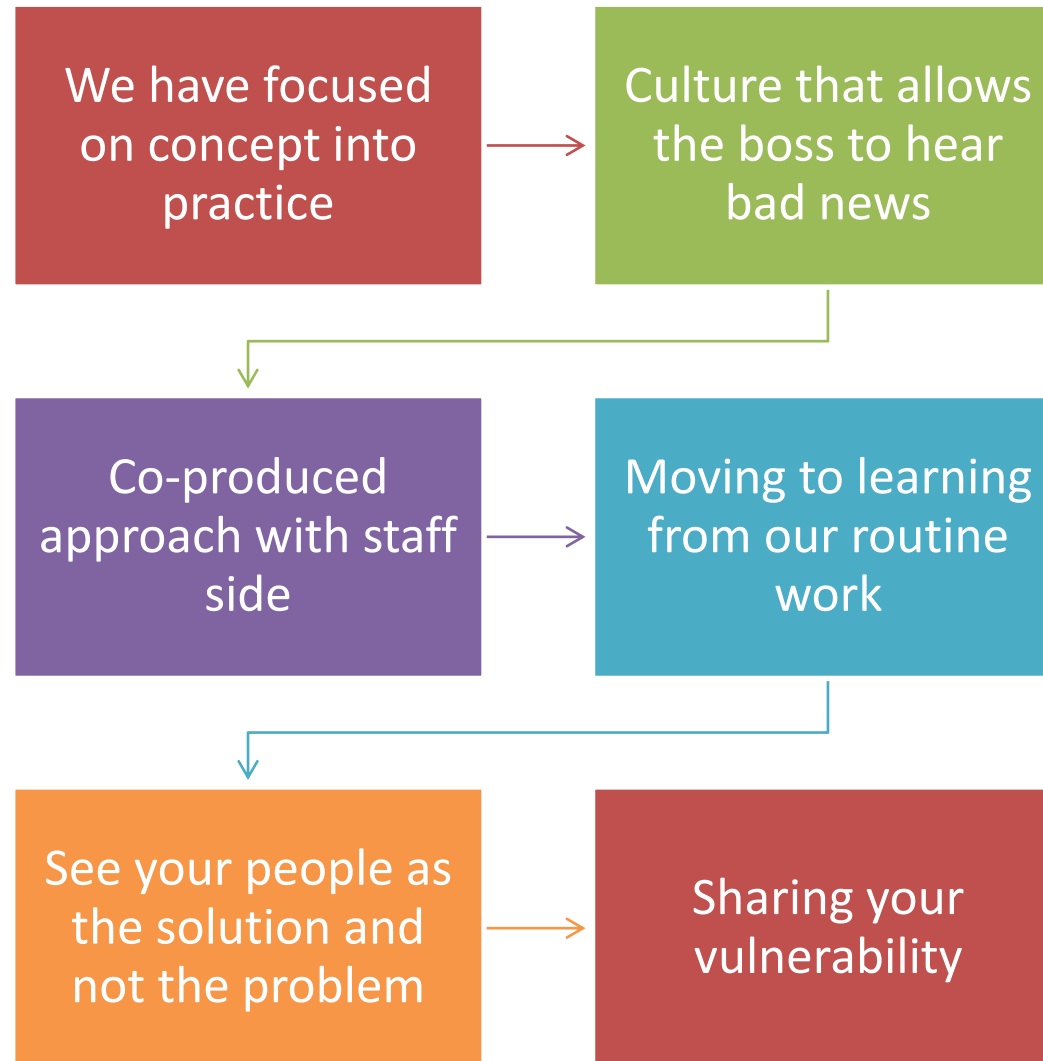 We have focused
on concept into
practice
Culture that allows
the boss to hear
bad news
Co-produced
approach with staff
side
Moving to learning
from our routine
work
See your people as
the solution and
not the problem
Sharing your
vulnerability